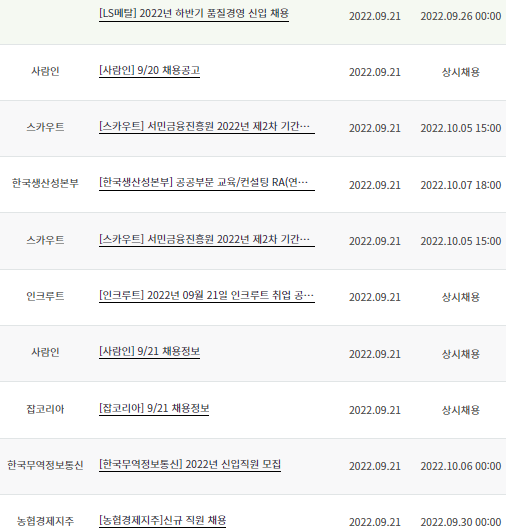 [LS메탈] 2022년 하반기 품질경영 신입 채용 2022.09.21 2022.09.26 00:00
사람인 [사람인] 9/20 채용공고 2022.09.21 상시채용
스카우트 [스카우트] 서민금융진흥원 2022년 제2차 기간… 2022.09.21 2022.10.05 15:00
한국생산성본부 [한국생산성본부] 공공부문 교육/컨설팅 RA(연… 2022.09.21 2022.10.07 18:00
스카우트 [스카우트] 서민금융진흥원 2022년 제2차 기간… 2022.09.21 2022.10.05 15:00
인크루트 [인크루트] 2022년 09월 21일 인크루트 취업 공… 2022.09.21 상시채용
사람인 [사람인] 9/21 채용정보 2022.09.21 상시채용
잡코리아 [잡코리아] 9/21 채용정보 2022.09.21 상시채용
한국무역정보통신 [한국무역정보통신] 2022년 신입직원 모집 2022.09.21 2022.10.06 00:00
농협경제지주 [농협경제지주]신규 직원 채용 2022.09.21 2022.09.30 00:00